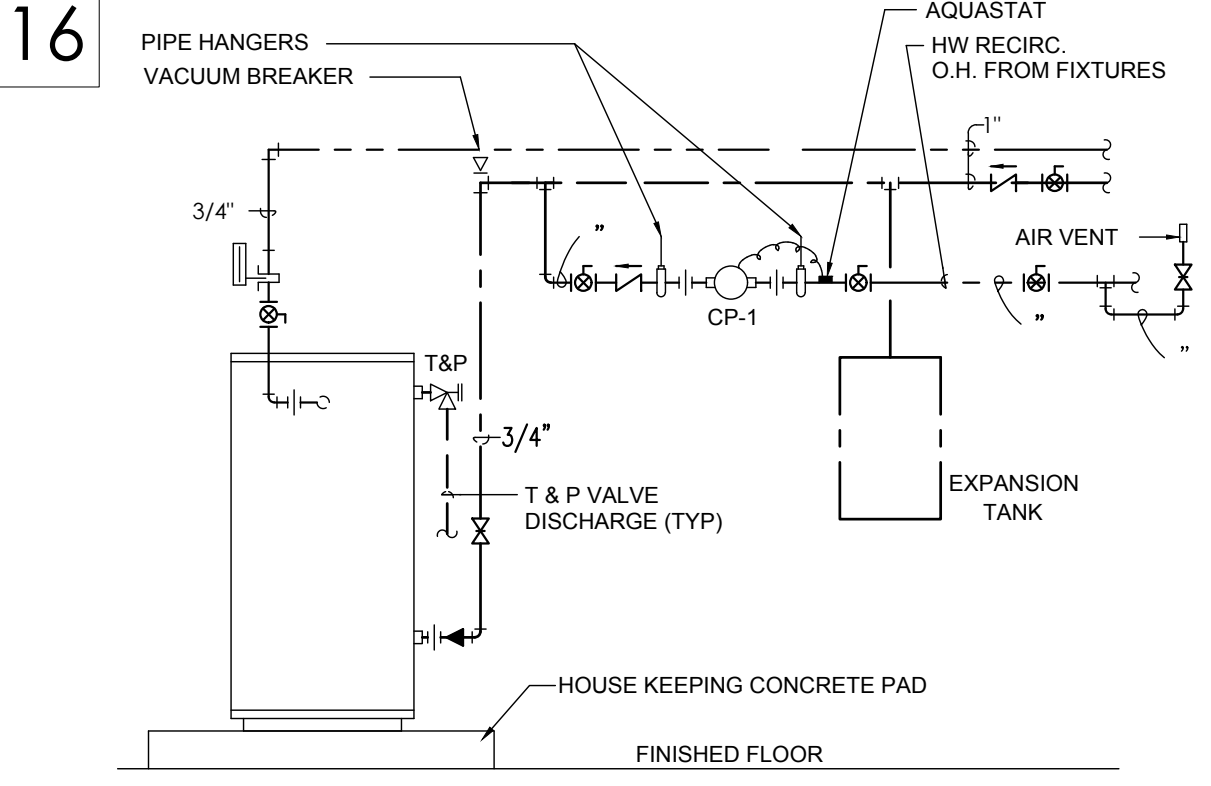 16
AQUASTAT
PIPE HANGERS
HW RECIRC.
O.H. FROM FIXTURES
VACUUM BREAKER
1"
3/4"
"
AIR VENT
CP-1
"
"
T&P
3/4"
T & P VALVE
DISCHARGE (TYP)
EXPANSION
TANK
HOUSE KEEPING CONCRETE PAD
FINISHED FLOOR